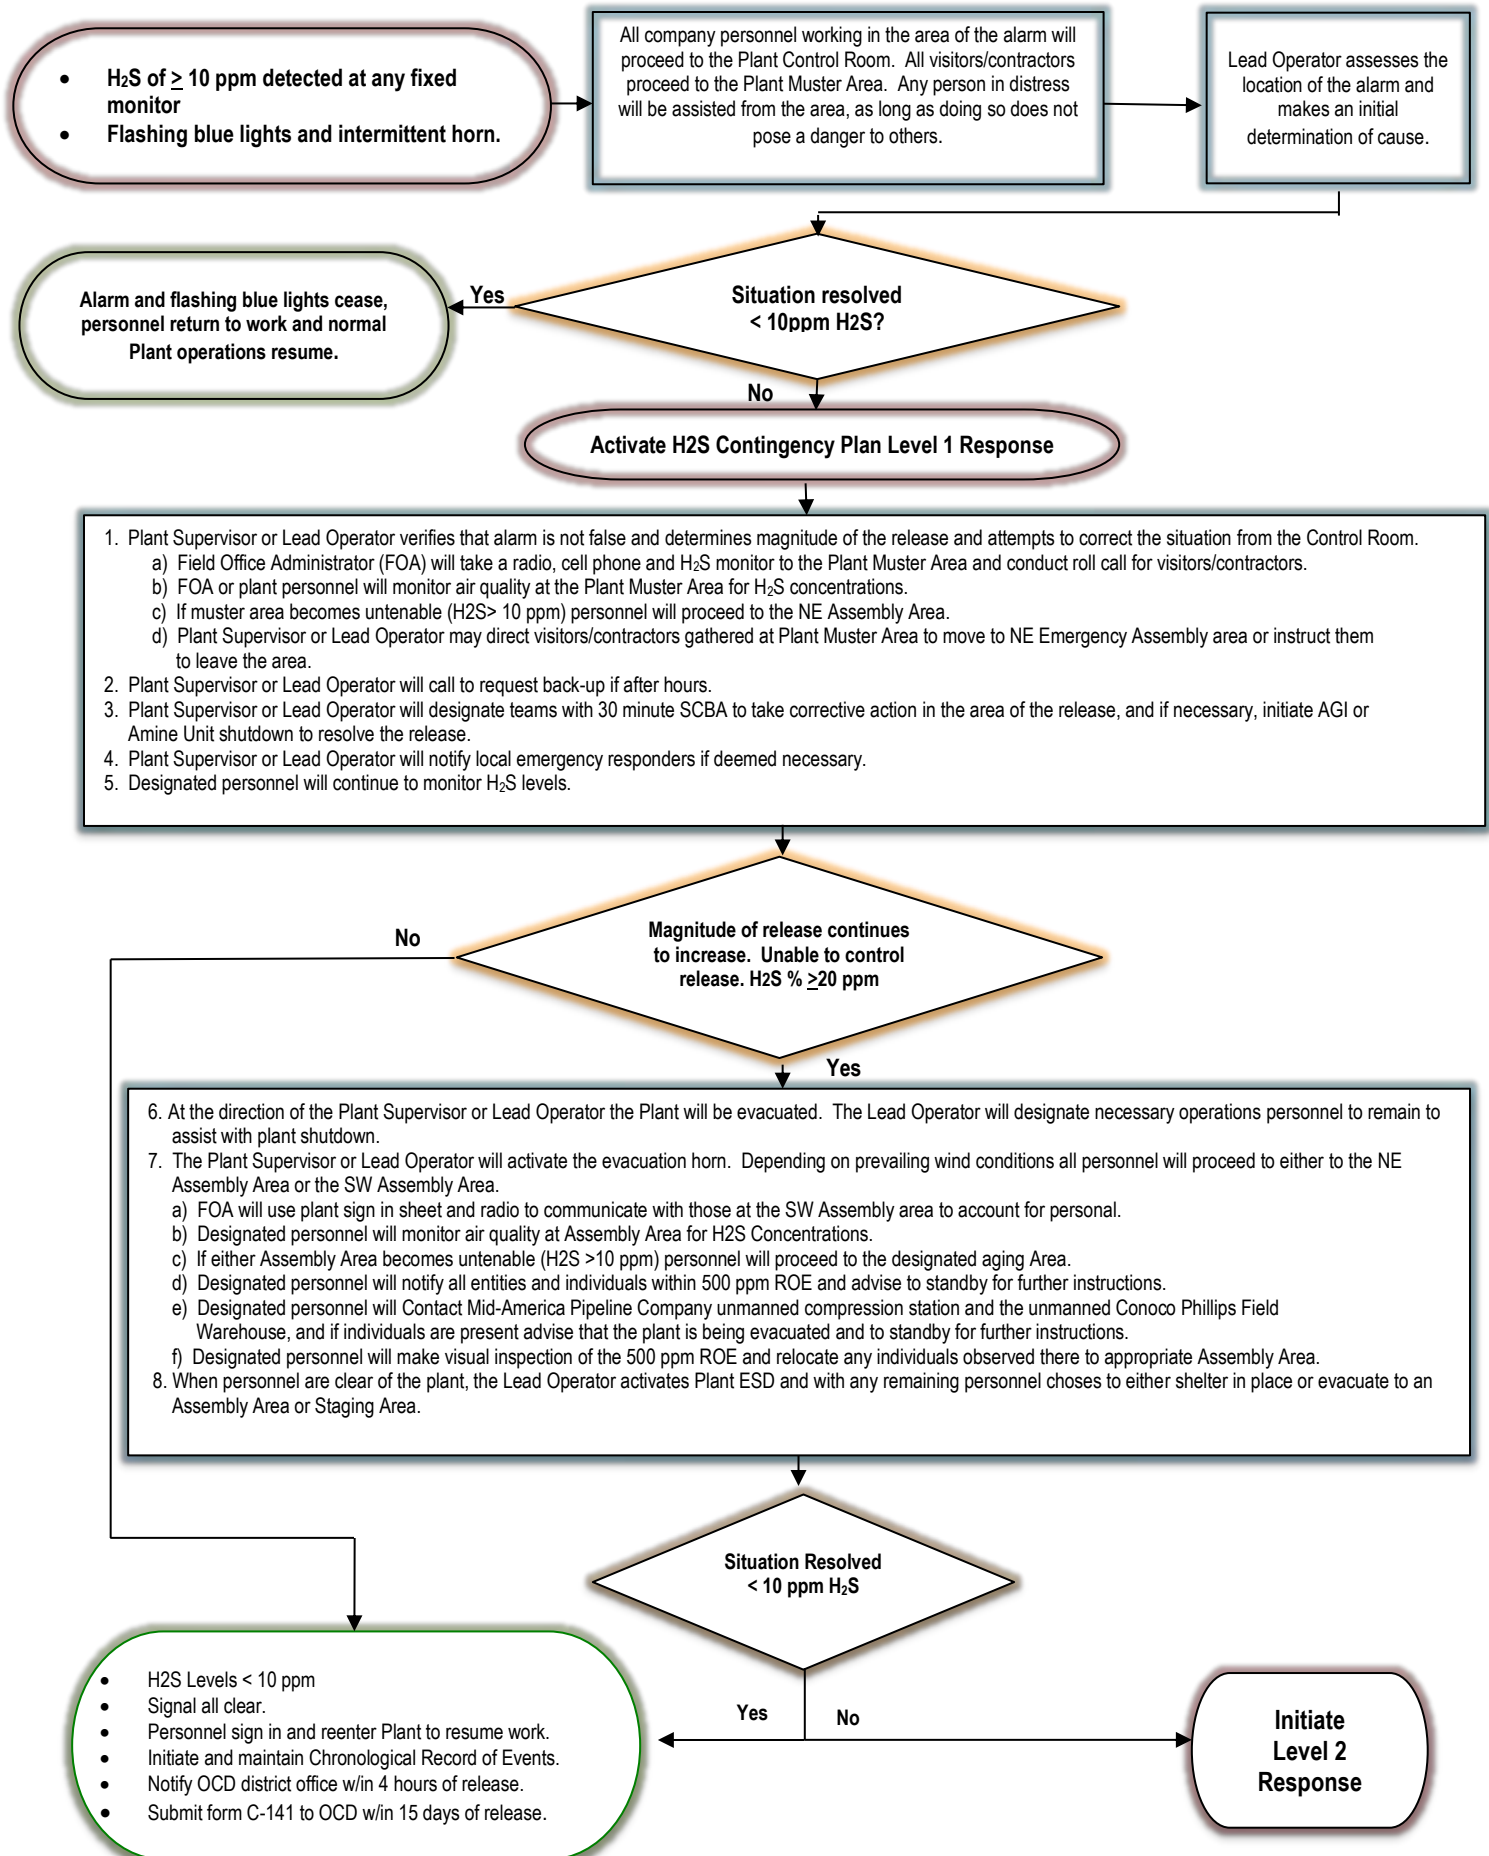 • H2S of ≥ 10 ppm detected at any fixed
monitor
• Flashing blue lights and intermittent horn.
All company personnel working in the area of the alarm will
proceed to the Plant Control Room. All visitors/contractors
proceed to the Plant Muster Area. Any person in distress
will be assisted from the area, as long as doing so does not
pose a danger to others.
Lead Operator assesses the
location of the alarm and
makes an initial
determination of cause.
Situation resolved
< 10ppm H2S?
Yes
Alarm and flashing blue lights cease,
personnel return to work and normal
Plant operations resume.
No
Activate H2S Contingency Plan Level 1 Response
1. Plant Supervisor or Lead Operator verifies that alarm is not false and determines magnitude of the release and attempts to correct the situation from the Control Room.
a) Field Office Administrator (FOA) will take a radio, cell phone and H2S monitor to the Plant Muster Area and conduct roll call for visitors/contractors.
b) FOA or plant personnel will monitor air quality at the Plant Muster Area for H2S concentrations.
c) If muster area becomes untenable (H2S> 10 ppm) personnel will proceed to the NE Assembly Area.
d) Plant Supervisor or Lead Operator may direct visitors/contractors gathered at Plant Muster Area to move to NE Emergency Assembly area or instruct them
to leave the area.
2. Plant Supervisor or Lead Operator will call to request back-up if after hours.
3. Plant Supervisor or Lead Operator will designate teams with 30 minute SCBA to take corrective action in the area of the release, and if necessary, initiate AGI or
Amine Unit shutdown to resolve the release.
4. Plant Supervisor or Lead Operator will notify local emergency responders if deemed necessary.
5. Designated personnel will continue to monitor H2S levels.
Magnitude of release continues
to increase. Unable to control
release. H2S % ≥20 ppm
No
Yes
6. At the direction of the Plant Supervisor or Lead Operator the Plant will be evacuated. The Lead Operator will designate necessary operations personnel to remain to
assist with plant shutdown.
7. The Plant Supervisor or Lead Operator will activate the evacuation horn. Depending on prevailing wind conditions all personnel will proceed to either to the NE
Assembly Area or the SW Assembly Area.
a) FOA will use plant sign in sheet and radio to communicate with those at the SW Assembly area to account for personal.
b) Designated personnel will monitor air quality at Assembly Area for H2S Concentrations.
c) If either Assembly Area becomes untenable (H2S >10 ppm) personnel will proceed to the designated aging Area.
d) Designated personnel will notify all entities and individuals within 500 ppm ROE and advise to standby for further instructions.
e) Designated personnel will Contact Mid-America Pipeline Company unmanned compression station and the unmanned Conoco Phillips Field
Warehouse, and if individuals are present advise that the plant is being evacuated and to standby for further instructions.
f) Designated personnel will make visual inspection of the 500 ppm ROE and relocate any individuals observed there to appropriate Assembly Area.
8. When personnel are clear of the plant, the Lead Operator activates Plant ESD and with any remaining personnel choses to either shelter in place or evacuate to an
Assembly Area or Staging Area.
Situation Resolved
< 10 ppm H2S
Yes
No
• H2S Levels < 10 ppm
• Signal all clear.
• Personnel sign in and reenter Plant to resume work.
• Initiate and maintain Chronological Record of Events.
• Notify OCD district office w/in 4 hours of release.
• Submit form C-141 to OCD w/in 15 days of release.
Initiate
Level 2
Response